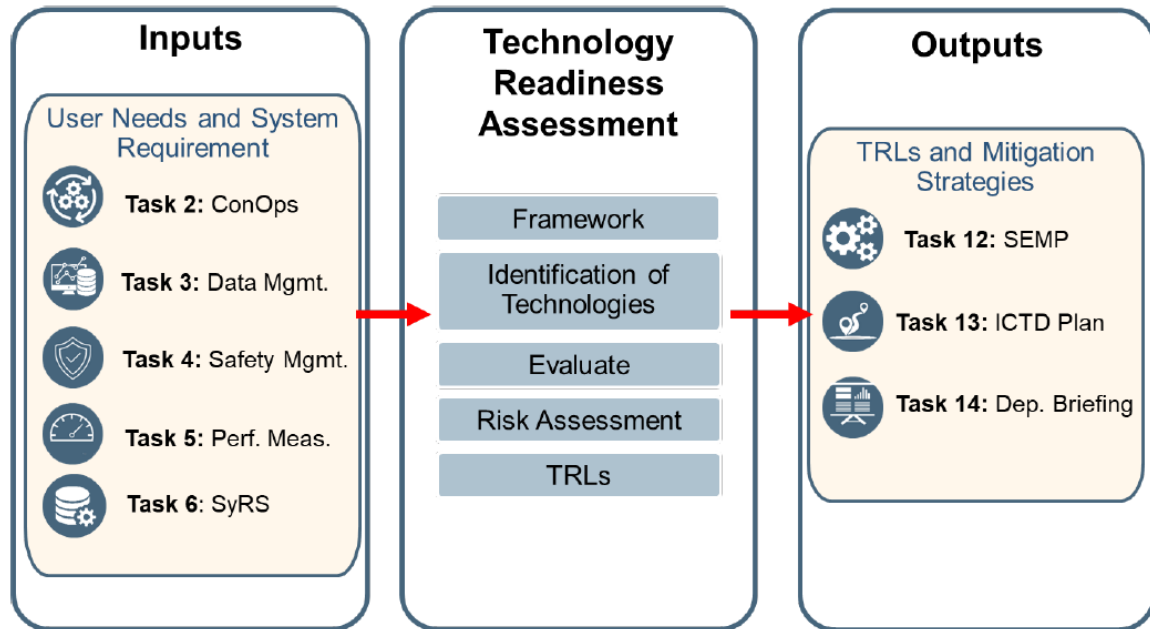 Inputs
User Needs and System
Requirement
Task 2: ConOps
Task 3: Data Mgmt.
Task 4: Safety Mgmt.
Task 5: Perf. Meas.
Task 6: SyRS
Technology
Readiness
Assessment
Framework
Identification of
Technologies
Evaluate
Risk Assessment
TRLs
Outputs
TRLs and Mitigation
Strategies
Task 12: SEMP
Task 13: ICTD Plan
Task 14: Dep. Briefing